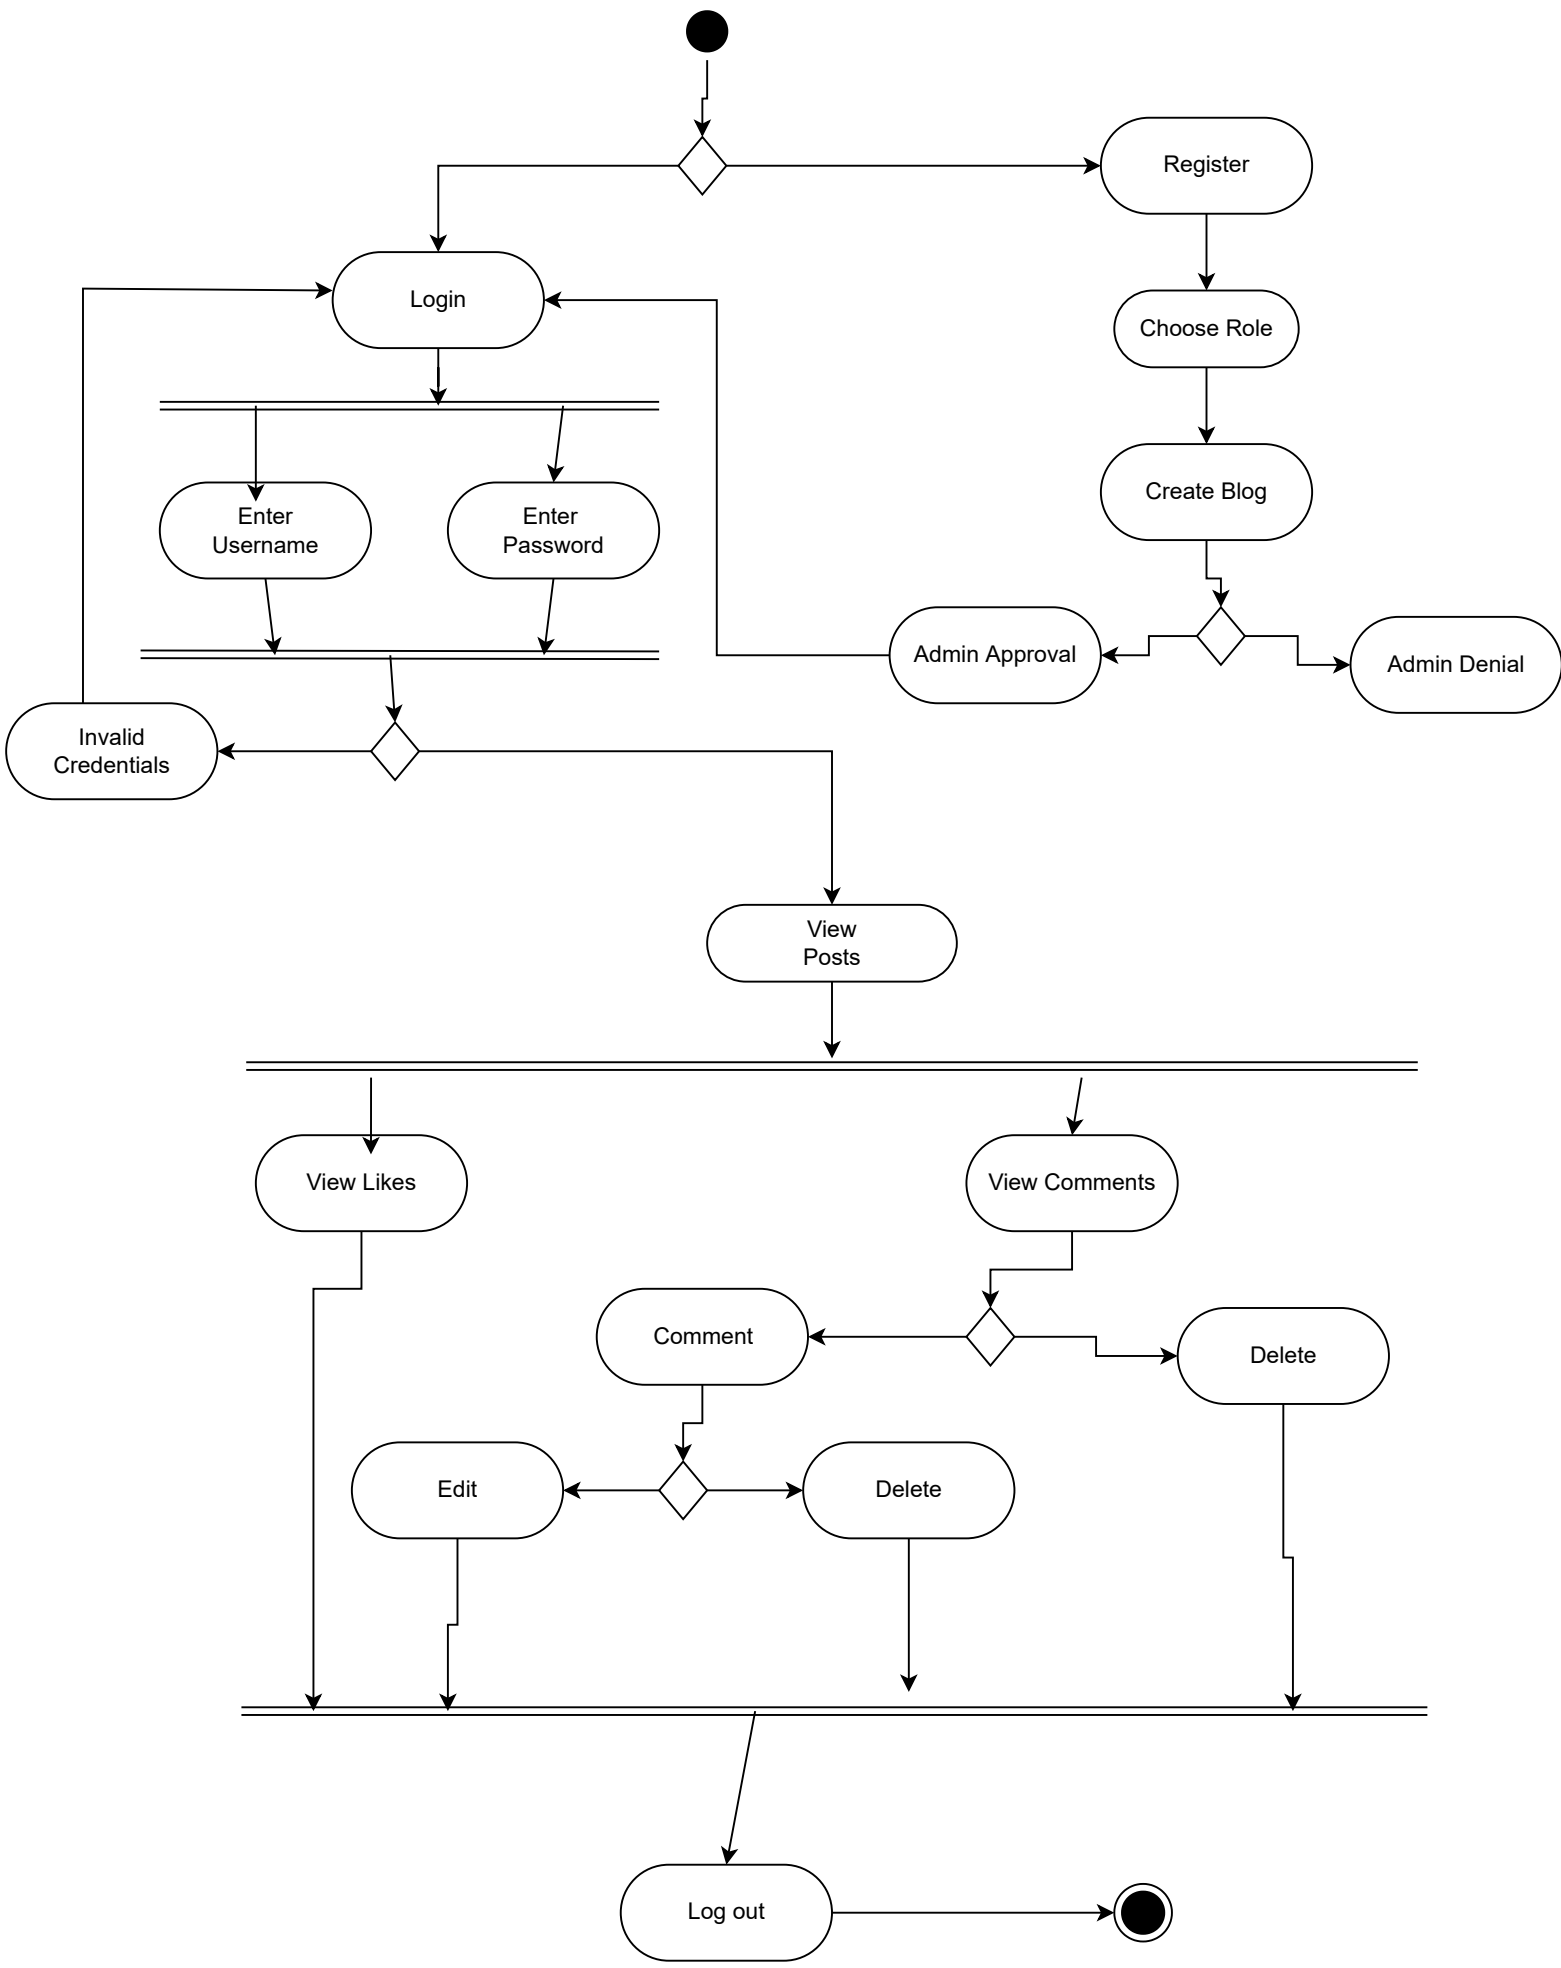 Register
Login
Choose Role
Create Blog
Enter
Username
Enter
Password
Admin Approval
Admin Denial
Invalid
Credentials
View
Posts
View Likes
View Comments
Comment
Delete
Edit
Delete
Log out